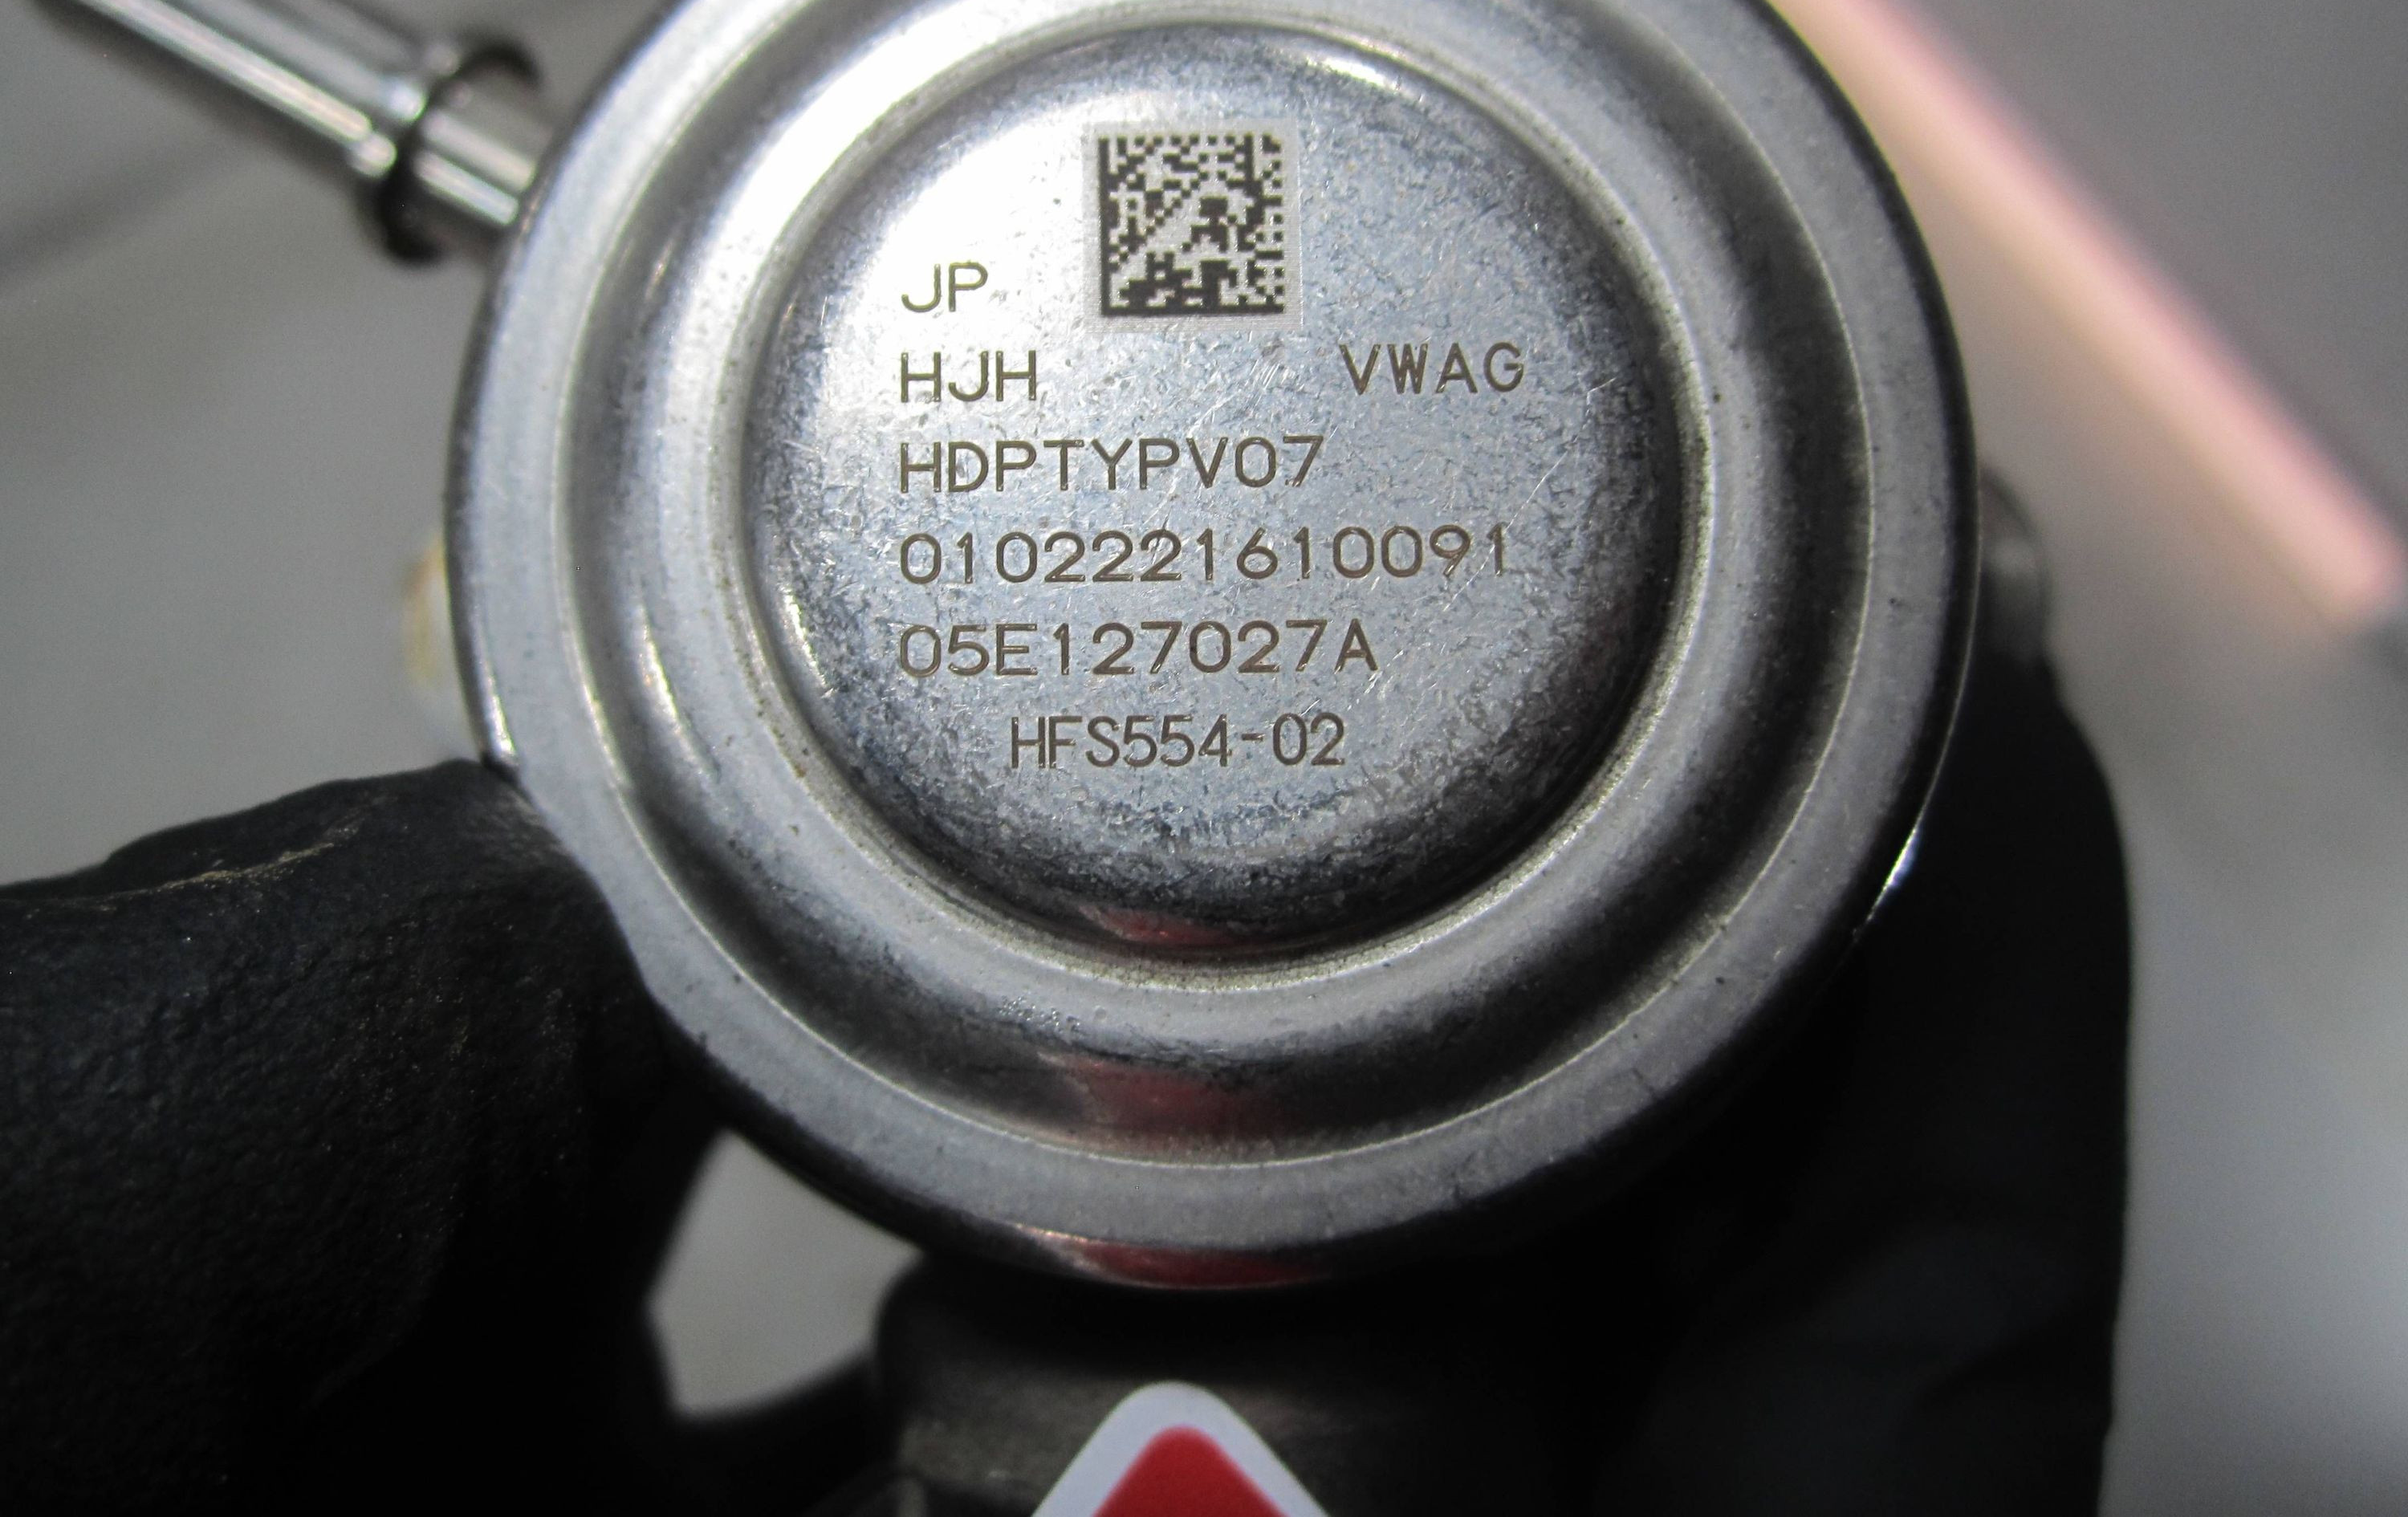 JP
HJH VWAG
HDPTYPV07
0102221610091
05E127027A
HFS554-02